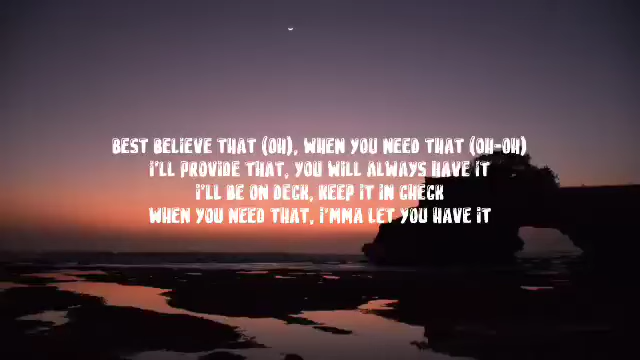 BEST BELIEVE THAT (OH), WHEN YOU NEED THAT (OH-OH)
I'LL PROVIDE THAT, YOU WILL ALWAYS HAVE IT
I'LL BE ON DECK, KEEP IT IN CHECK
WHEN YOU NEED THAT, I'MMA LET YOU HAVE IT